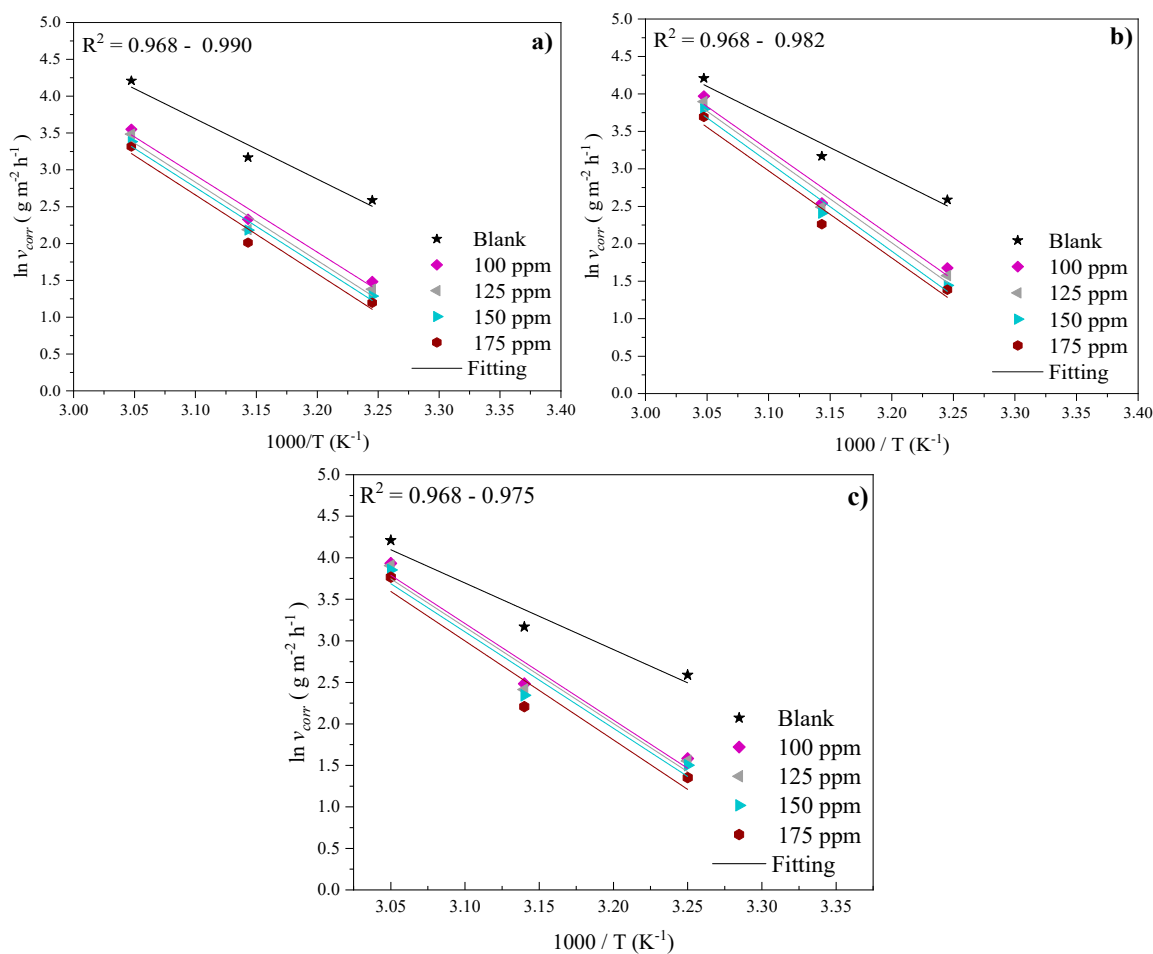 R² = 0.968 - 0.990
a)
5.0
4.5
4.0
3.5
3.0
2.5
2.0
1.5
1.0
0.5
0.0
ln v_corr ( g m⁻² h⁻¹ )
Blank
100 ppm
125 ppm
150 ppm
175 ppm
Fitting
3.00 3.05 3.10 3.15 3.20 3.25 3.30 3.35 3.40
1000/T (K⁻¹)
R² = 0.968 - 0.982
b)
5.0
4.5
4.0
3.5
3.0
2.5
2.0
1.5
1.0
0.5
0.0
ln v_corr ( g m⁻² h⁻¹ )
Blank
100 ppm
125 ppm
150 ppm
175 ppm
Fitting
3.00 3.05 3.10 3.15 3.20 3.25 3.30 3.35 3.40
1000 / T (K⁻¹)
R² = 0.968 - 0.975
c)
5.0
4.5
4.0
3.5
3.0
2.5
2.0
1.5
1.0
0.5
0.0
ln v_corr ( g m⁻² h⁻¹ )
Blank
100 ppm
125 ppm
150 ppm
175 ppm
Fitting
3.05 3.10 3.15 3.20 3.25 3.30 3.35
1000 / T (K⁻¹)